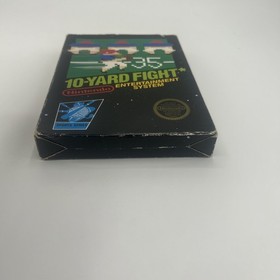 35
10-YARD FIGHT
Nintendo
ENTERTAINMENT
SYSTEM